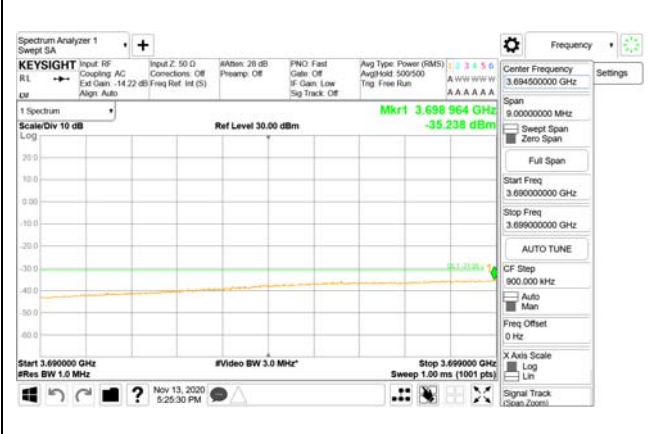 Spectrum Analyzer 1
Swept SA
+
Frequency
KEYSIGHT
RL
Input: RF
Coupling: AC
Ext Gain: -14.22 dB
Align: Auto
Input Z: 50 Ω
Corrections: Off
Freq Ref: Int (S)
#Atten: 28 dB
Preamp: Off
PNO: Fast
Gate: Off
IF Gain: Low
Sig Track: Off
Avg Type: Power (RMS)
Avg|Hold: 500/500
Trig: Free Run
1 2 3 4 5 6
A W W W W W
A A A A A A
Center Frequency
3.694500000 GHz
Settings
Span
9.00000000 MHz
Swept Span
Zero Span
Full Span
Start Freq
3.690000000 GHz
Stop Freq
3.699000000 GHz
AUTO TUNE
CF Step
900.000 kHz
Auto
Man
Freq Offset
0 Hz
X Axis Scale
Log
Lin
Signal Track
(Span Zoom)
1 Spectrum
Mkr1 3.698 964 GHz
-35.238 dBm
Scale/Div 10 dB
Ref Level 30.00 dBm
Log
20.0
10.0
0.00
-10.0
-20.0
-30.0
-40.0
-50.0
-60.0
Start 3.690000 GHz
#Video BW 3.0 MHz*
Stop 3.699000 GHz
#Res BW 1.0 MHz
Sweep 1.00 ms (1001 pts)
?
Nov 13, 2020
5:25:30 PM